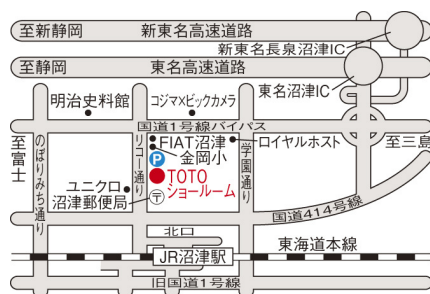 至新静岡 新東名高速道路
新東名長泉沼津IC
至静岡 東名高速道路
東名沼津IC
明治史料館 コジマ×ビックカメラ
国道1号線バイパス
至富士
のぼりみち通り
リコー通り
FIAT沼津
金岡小
ロイヤルホスト
学園通り
至三島
P
TOTO
ショールーム
ユニクロ
沼津郵便局
〒
国道414号線
北口
東海道本線
JR沼津駅
旧国道1号線